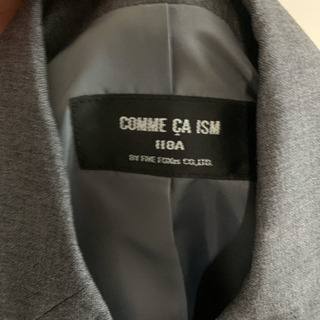 COMME ÇA ISM
110A
BY FIVE FOXes CO.,LTD.